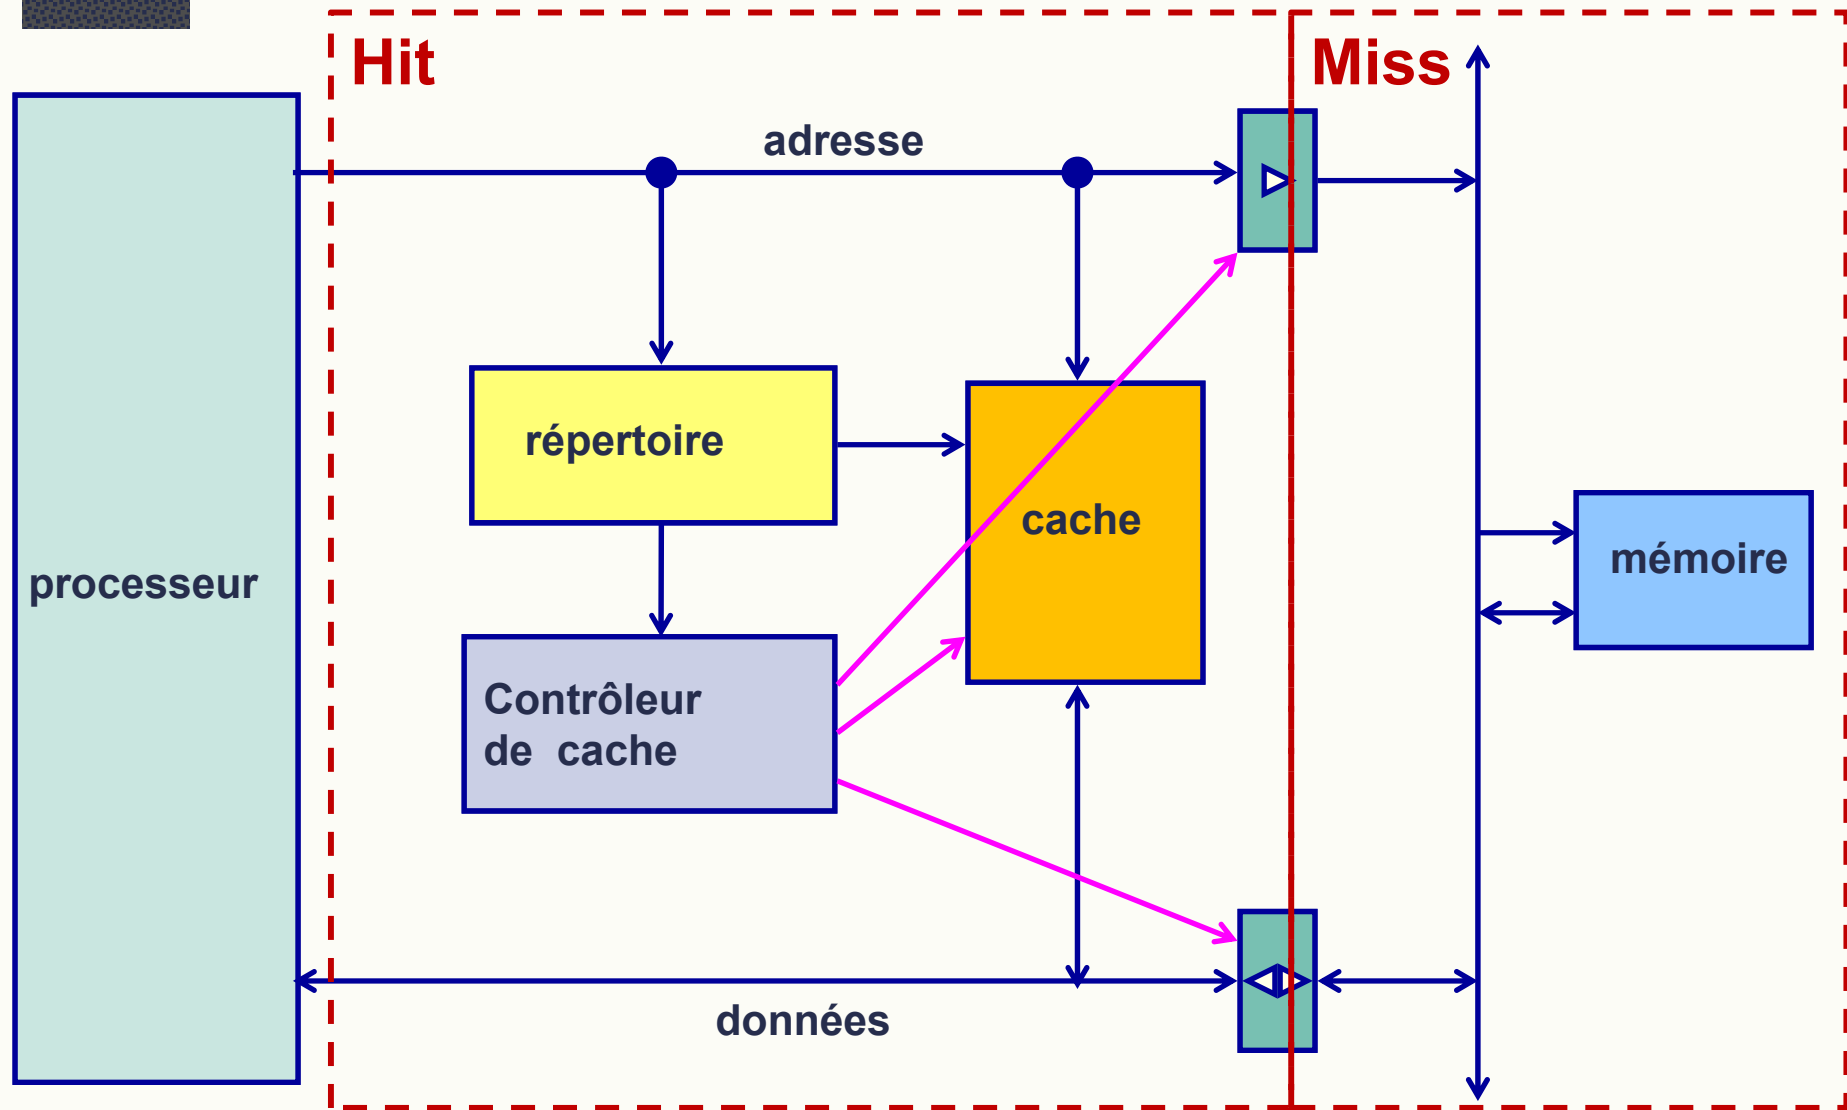 Hit
Miss
adresse
répertoire
cache
mémoire
processeur
Contrôleur
de cache
données